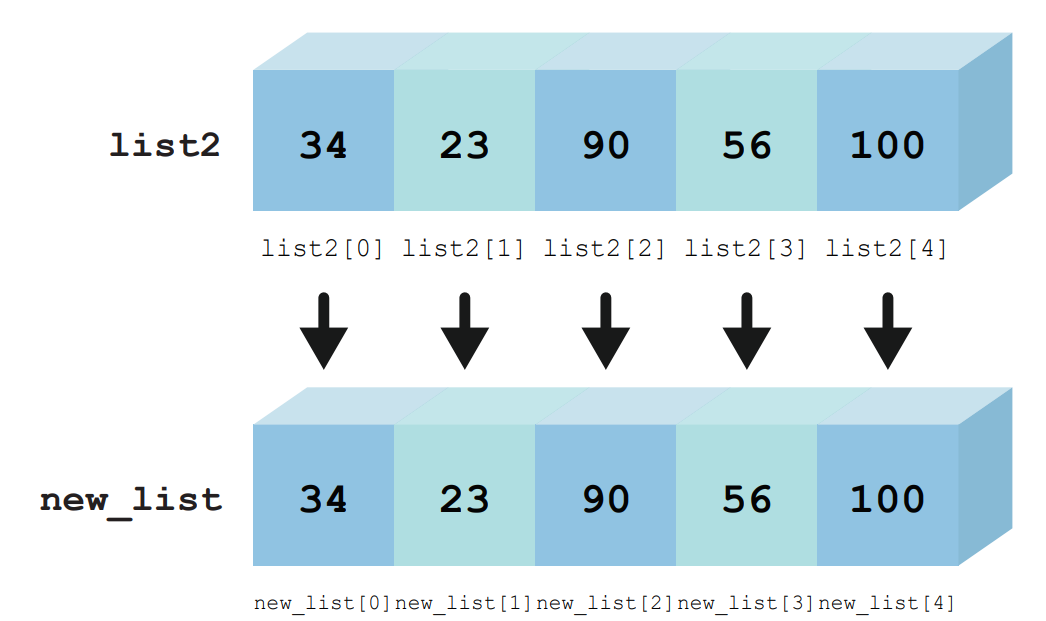 list2 34 23 90 56 100
list2[0] list2[1] list2[2] list2[3] list2[4]
new_list 34 23 90 56 100
new_list[0] new_list[1] new_list[2] new_list[3] new_list[4]